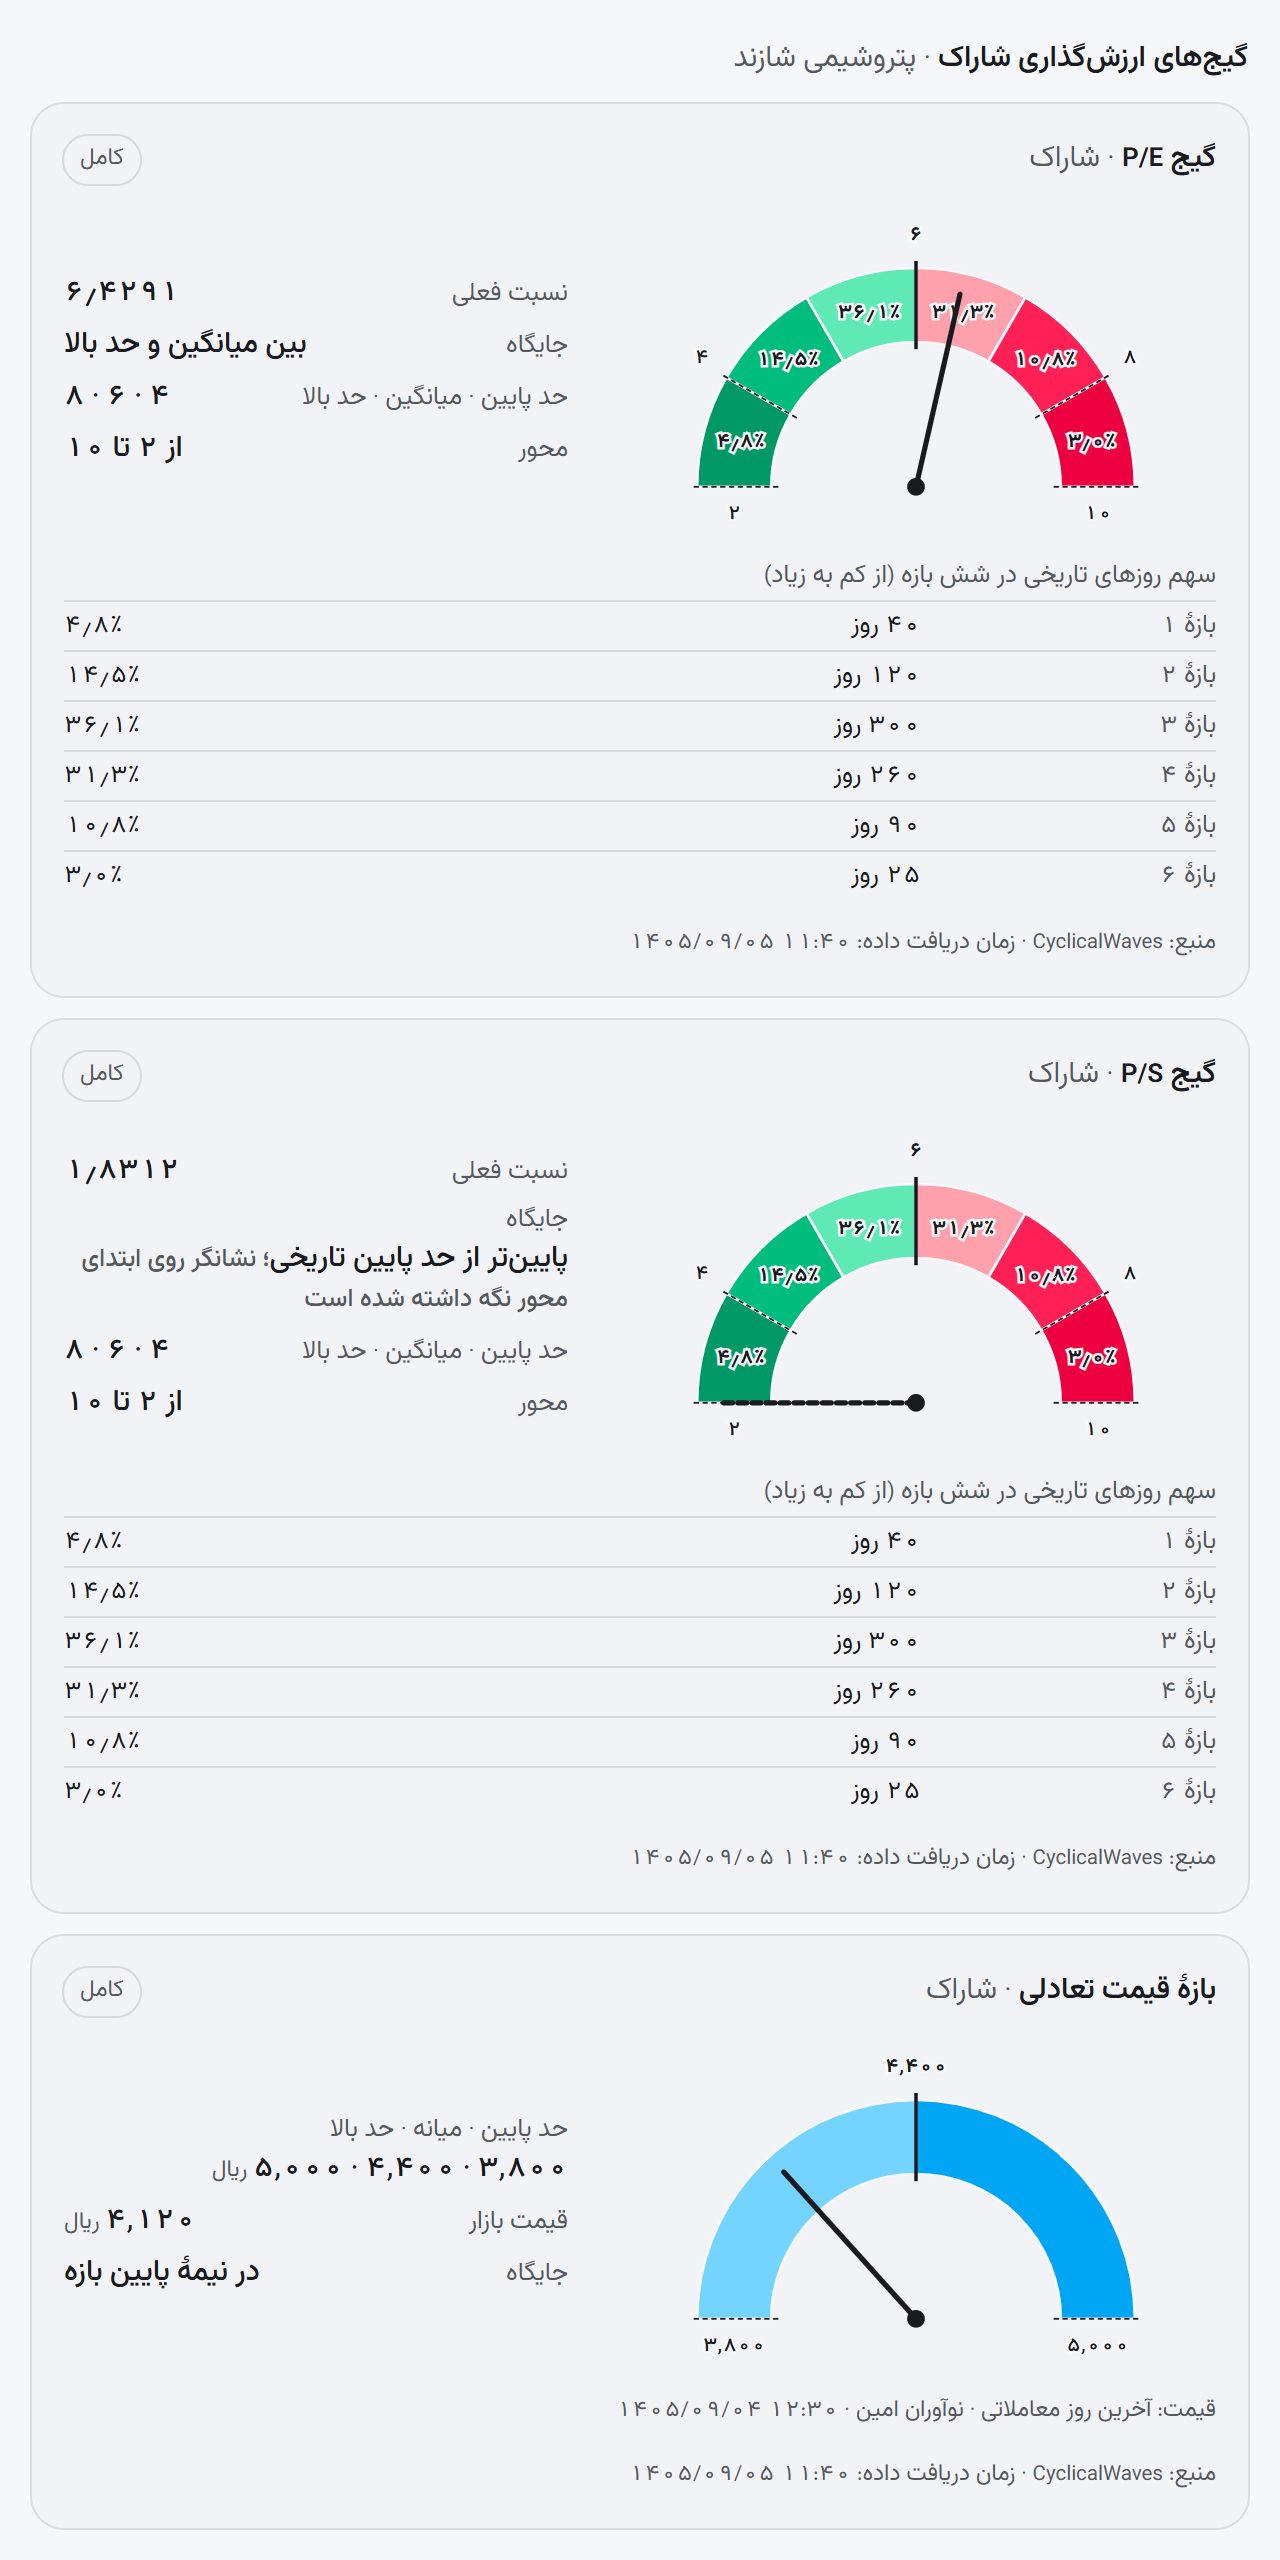 گیج‌های ارزش‌گذاری شاراک · پتروشیمی شازند
گیج P/E · شاراک
کامل
۶
۳۶٫۱٪
۳۱٫۳٪
۴
۱۴٫۵٪
۱۰٫۸٪
۸
۴٫۸٪
۳٫۰٪
۲
۱۰
نسبت فعلی ۶٫۴۲۹۱
جایگاه بین میانگین و حد بالا
حد پایین · میانگین · حد بالا ۴ · ۶ · ۸
محور از ۲ تا ۱۰
سهم روزهای تاریخی در شش بازه (از کم به زیاد)
بازهٔ ۱ ۴۰ روز ۴٫۸٪
بازهٔ ۲ ۱۲۰ روز ۱۴٫۵٪
بازهٔ ۳ ۳۰۰ روز ۳۶٫۱٪
بازهٔ ۴ ۲۶۰ روز ۳۱٫۳٪
بازهٔ ۵ ۹۰ روز ۱۰٫۸٪
بازهٔ ۶ ۲۵ روز ۳٫۰٪
منبع: CyclicalWaves · زمان دریافت داده: ۱۴۰۵/۰۹/۰۵ ۱۱:۴۰
گیج P/S · شاراک
کامل
۶
۳۶٫۱٪
۳۱٫۳٪
۴
۱۴٫۵٪
۱۰٫۸٪
۸
۴٫۸٪
۳٫۰٪
۲
۱۰
نسبت فعلی ۱٫۸۳۱۲
جایگاه
پایین‌تر از حد پایین تاریخی؛ نشانگر روی ابتدای
محور نگه داشته شده است
حد پایین · میانگین · حد بالا ۴ · ۶ · ۸
محور از ۲ تا ۱۰
سهم روزهای تاریخی در شش بازه (از کم به زیاد)
بازهٔ ۱ ۴۰ روز ۴٫۸٪
بازهٔ ۲ ۱۲۰ روز ۱۴٫۵٪
بازهٔ ۳ ۳۰۰ روز ۳۶٫۱٪
بازهٔ ۴ ۲۶۰ روز ۳۱٫۳٪
بازهٔ ۵ ۹۰ روز ۱۰٫۸٪
بازهٔ ۶ ۲۵ روز ۳٫۰٪
منبع: CyclicalWaves · زمان دریافت داده: ۱۴۰۵/۰۹/۰۵ ۱۱:۴۰
بازهٔ قیمت تعادلی · شاراک
کامل
۴,۴۰۰
۳,۸۰۰
۵,۰۰۰
حد پایین · میانه · حد بالا
۳,۸۰۰ · ۴,۴۰۰ · ۵,۰۰۰ ریال
قیمت بازار ۴,۱۲۰ ریال
جایگاه در نیمهٔ پایین بازه
قیمت: آخرین روز معاملاتی · نوآوران امین · ۱۴۰۵/۰۹/۰۴ ۱۲:۳۰
منبع: CyclicalWaves · زمان دریافت داده: ۱۴۰۵/۰۹/۰۵ ۱۱:۴۰